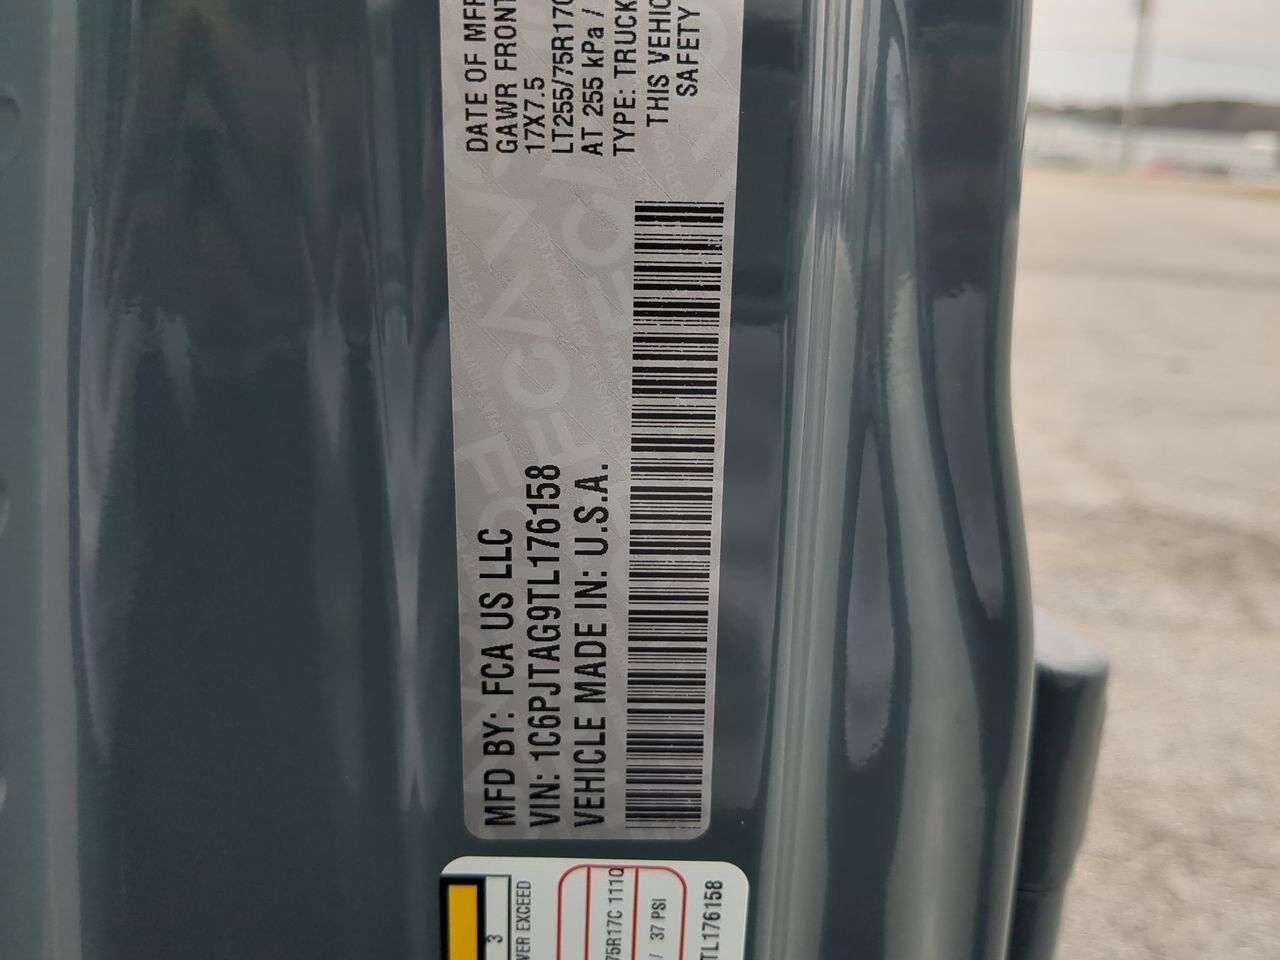 MFD BY: FCA US LLC
VIN: 1C6PJTAG9TL176158
VEHICLE MADE IN: U.S.A.
DATE OF MFR
GAWR FRONT
17X7.5
LT255/75R17C
AT 255 kPa /
TYPE: TRUCK
THIS VEHIC
SAFETY
3
VER EXCEED
75R17C 111Q
/ 37 PSI
TL176158